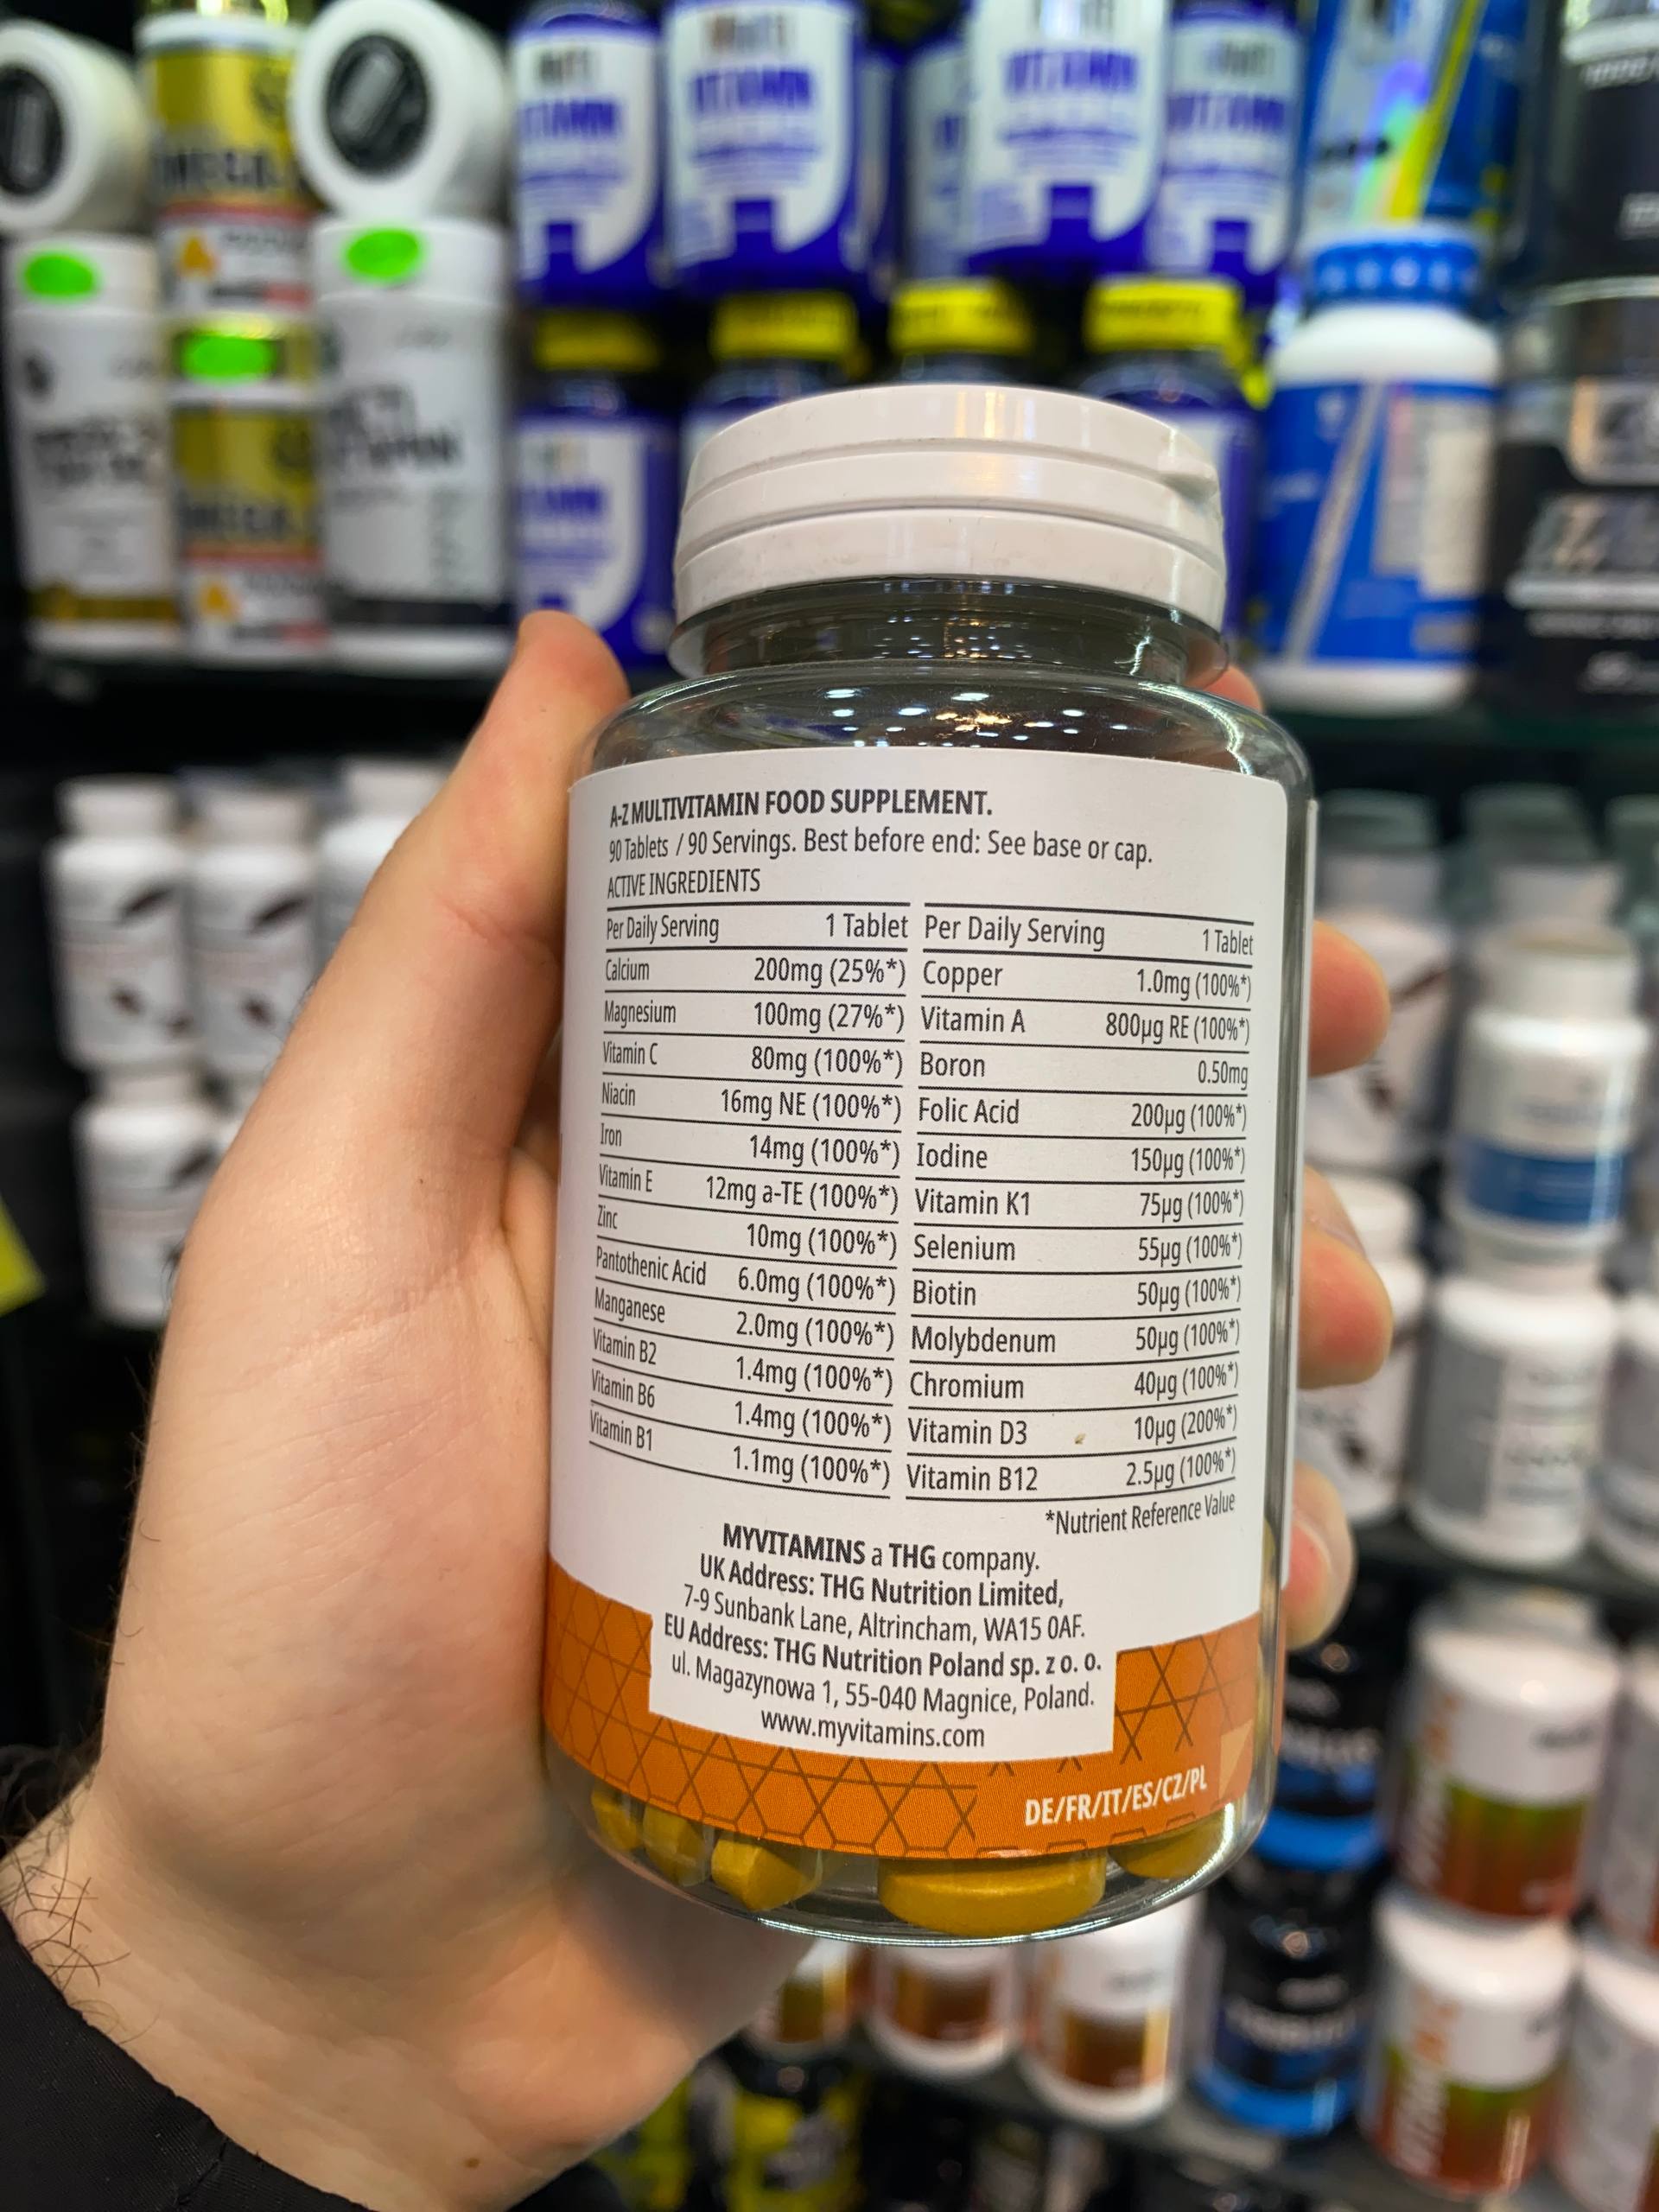 A-Z MULTIVITAMIN FOOD SUPPLEMENT.
90 Tablets / 90 Servings. Best before end: See base or cap.
ACTIVE INGREDIENTS
Per Daily Serving 1 Tablet
Calcium 200mg (25%*)
Magnesium 100mg (27%*)
Vitamin C 80mg (100%*)
Niacin 16mg NE (100%*)
Iron 14mg (100%*)
Vitamin E 12mg a-TE (100%*)
Zinc 10mg (100%*)
Pantothenic Acid 6.0mg (100%*)
Manganese 2.0mg (100%*)
Vitamin B2 1.4mg (100%*)
Vitamin B6 1.4mg (100%*)
Vitamin B1 1.1mg (100%*)
Per Daily Serving 1 Tablet
Copper 1.0mg (100%*)
Vitamin A 800µg RE (100%*)
Boron 0.50mg
Folic Acid 200µg (100%*)
Iodine 150µg (100%*)
Vitamin K1 75µg (100%*)
Selenium 55µg (100%*)
Biotin 50µg (100%*)
Molybdenum 50µg (100%*)
Chromium 40µg (100%*)
Vitamin D3 10µg (200%*)
Vitamin B12 2.5µg (100%*)
*Nutrient Reference Value
MYVITAMINS a THG company.
UK Address: THG Nutrition Limited,
7-9 Sunbank Lane, Altrincham, WA15 0AF.
EU Address: THG Nutrition Poland sp. z o. o.
ul. Magazynowa 1, 55-040 Magnice, Poland.
www.myvitamins.com
DE/FR/IT/ES/CZ/PL